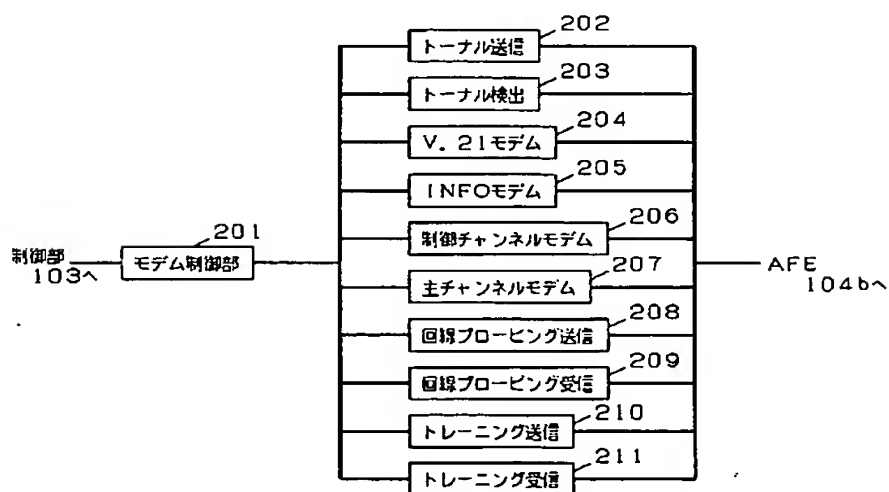 202
トーナル送信
203
トーナル検出
204
V. 21モデム
205
INFOモデム
206
制御チャンネルモデム
207
主チャンネルモデム
208
回線プロービング送信
209
回線プロービング受信
210
トレーニング送信
211
トレーニング受信
201
モデム制御部
制御部
103へ
AFE
104bへ